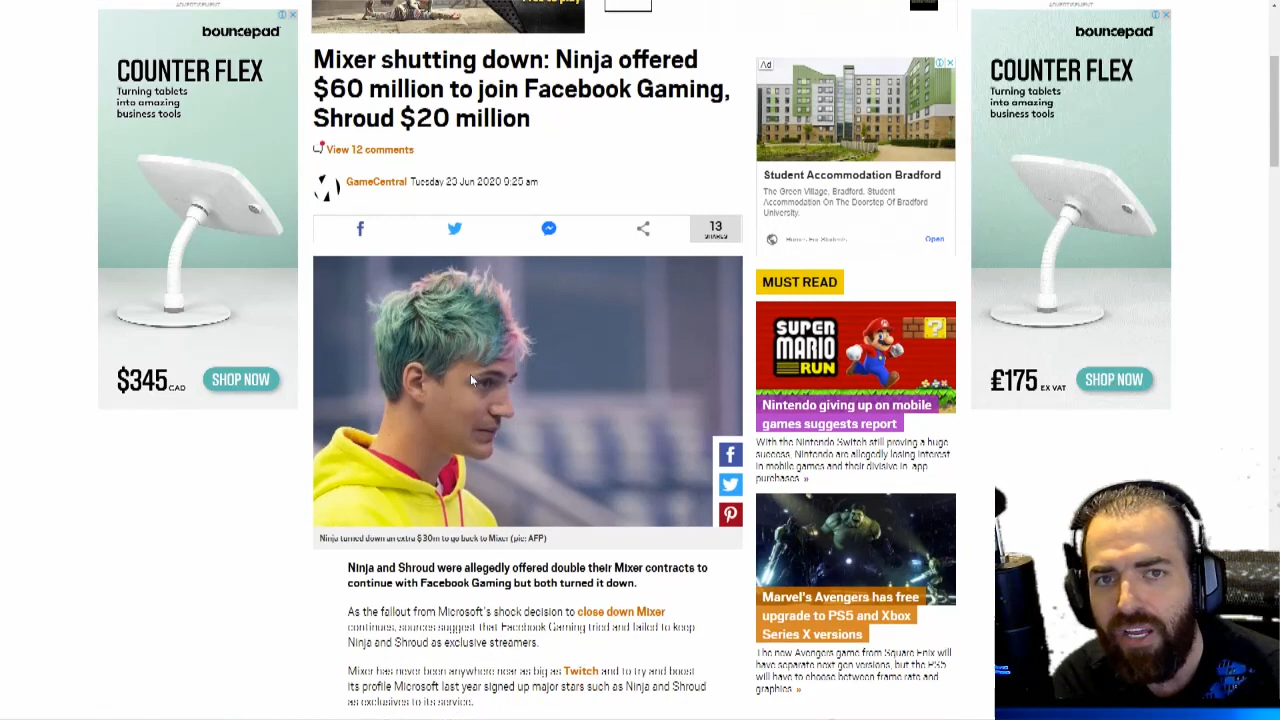 ADVERTISEMENT
bouncepad
COUNTER FLEX
Turning tablets
into amazing
business tools
$345 CAD
SHOP NOW
Mixer shutting down: Ninja offered
$60 million to join Facebook Gaming,
Shroud $20 million
View 12 comments
GameCentral Tuesday 23 Jun 2020 9:25 am
13
SHARES
Ninja turned down an extra $30m to go back to Mixer (pic: AFP)
Ninja and Shroud were allegedly offered double their Mixer contracts to
continue with Facebook Gaming but both turned it down.
As the fallout from Microsoft's shock decision to close down Mixer
continues, sources suggest that Facebook Gaming tried and failed to keep
Ninja and Shroud as exclusive streamers.
Mixer has never been anywhere near as big as Twitch and to try and boost
its profile Microsoft last year signed up major stars such as Ninja and Shroud
as exclusives to its service.
Ad
Student Accommodation Bradford
The Green Village, Bradford. Student
Accommodation On The Doorstep Of Bradford
University.
Homes For Students
Open
MUST READ
SUPER
MARIO
RUN
Nintendo giving up on mobile
games suggests report
With the Nintendo Switch still proving a huge
success, Nintendo are allegedly losing interest
in mobile games and their divisive in-app
purchases »
Marvel's Avengers has free
upgrade to PS5 and Xbox
Series X versions
The new Avengers game from Square Enix will
have separate next gen versions, but the PS5
will have to choose between frame rate and
graphics »
ADVERTISEMENT
bouncepad
COUNTER FLEX
Turning tablets
into amazing
business tools
£175 EX VAT
SHOP NOW